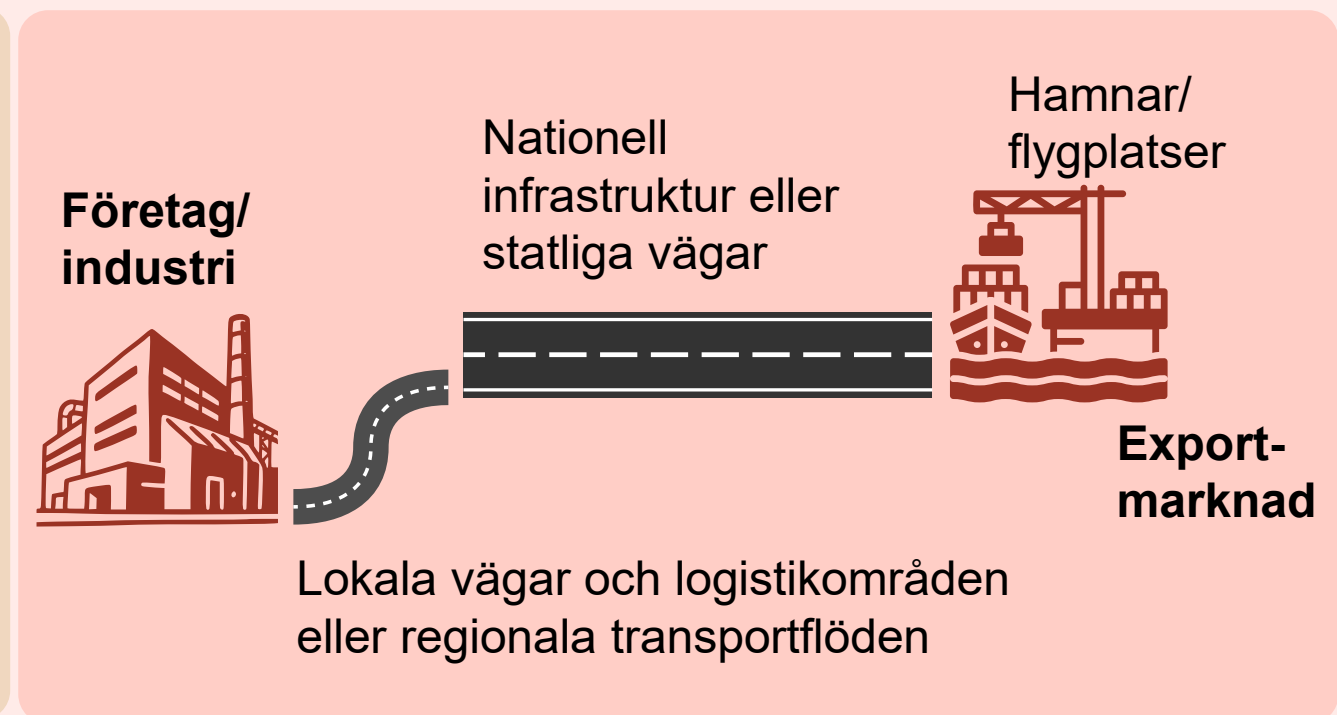 Företag/
industri
Nationell
infrastruktur eller
statliga vägar
Hamnar/
flygplatser
Export-
marknad
Lokala vägar och logistikområden
eller regionala transportflöden